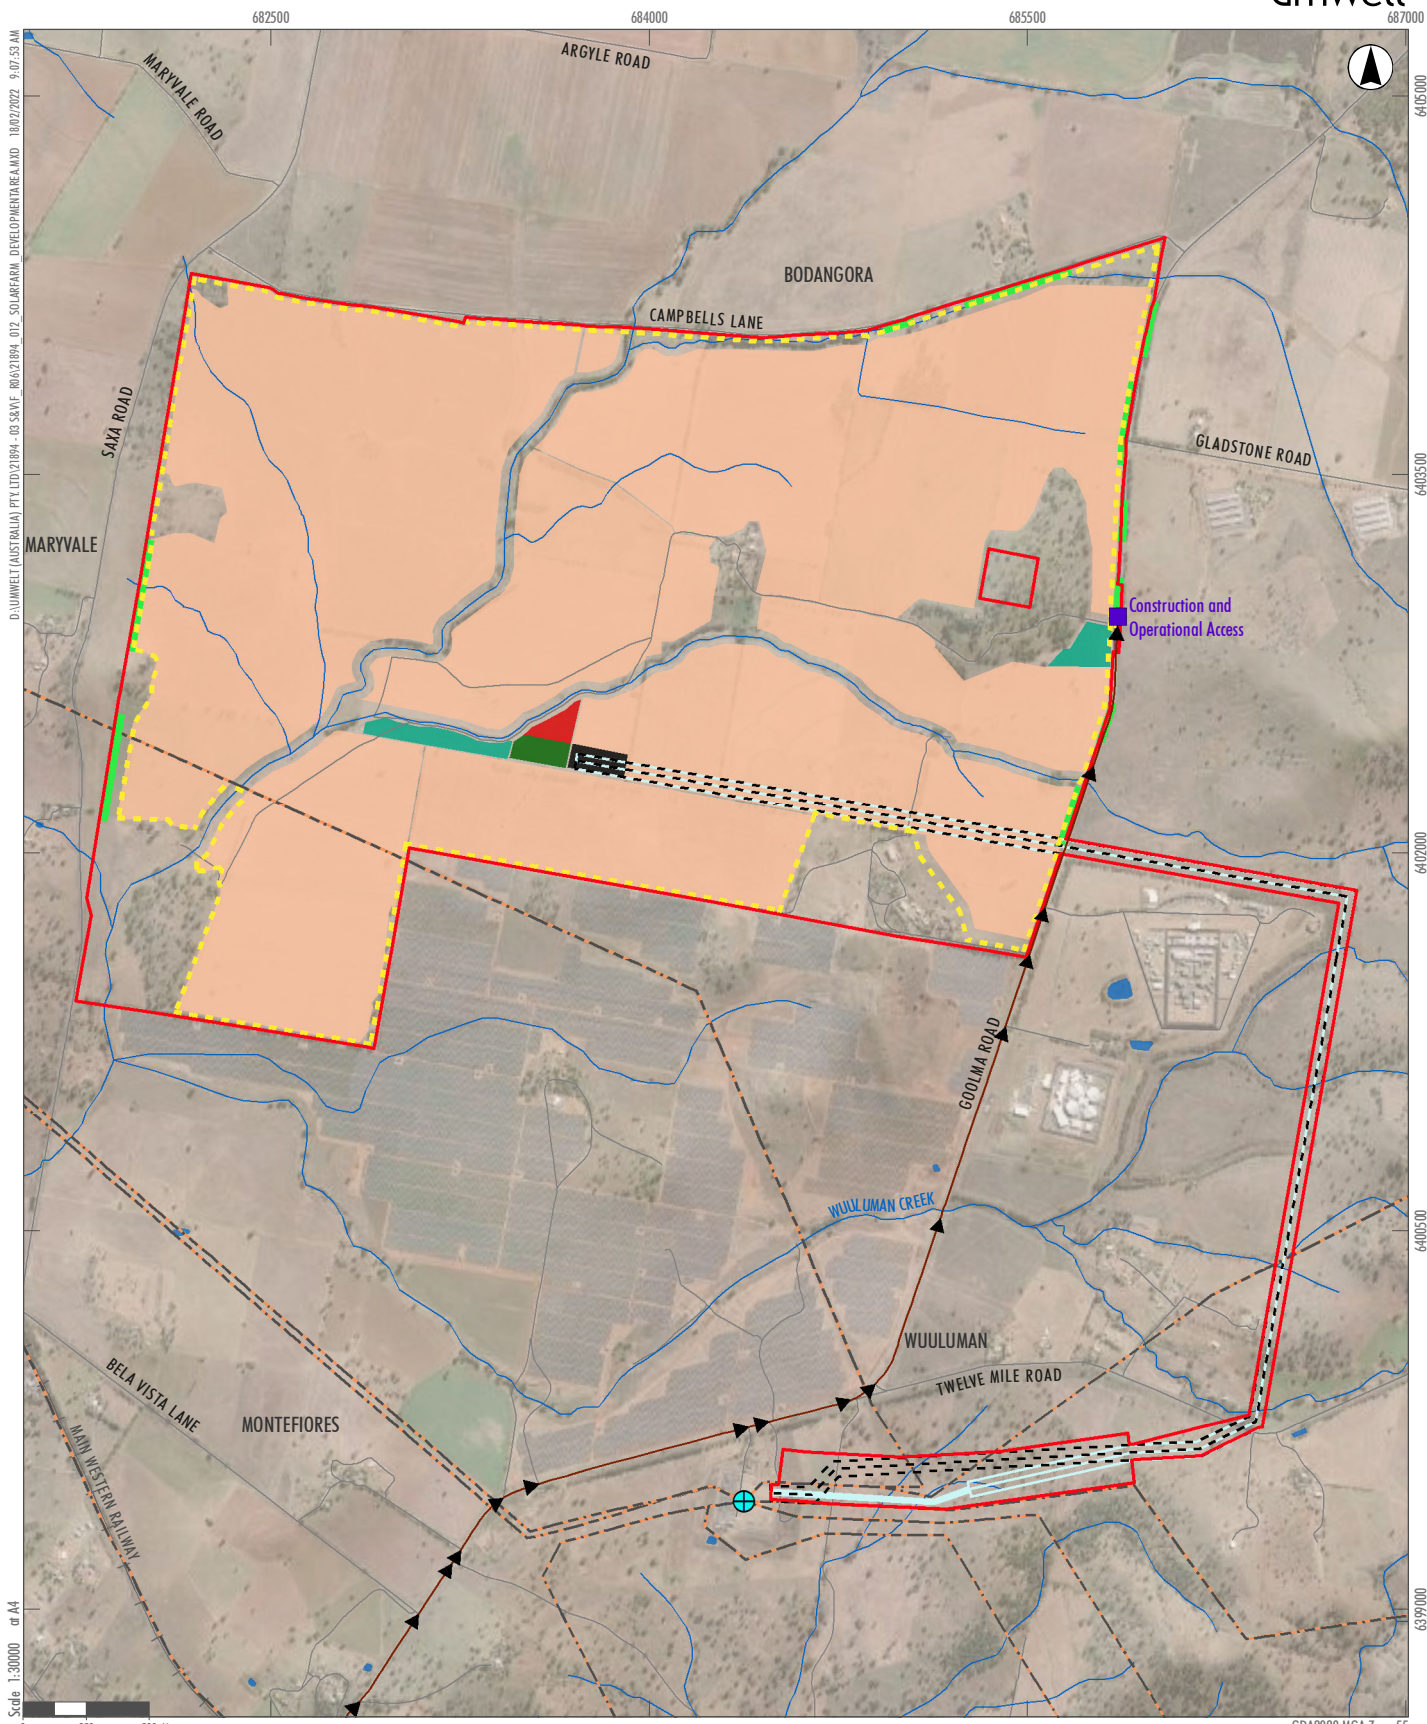 682500
684000
685500
687000
ARGYLE ROAD
MARYVALE ROAD
6405000
BODANGORA
CAMPBELLS LANE
SAXA ROAD
GLADSTONE ROAD
6403500
MARYVALE
Construction and
Operational Access
6402000
GOOLMA ROAD
WUULUMAN CREEK
6400500
WUULUMAN
TWELVE MILE ROAD
BELA VISTA LANE
MONTEFIORES
MAIN WESTERN RAILWAY
6399000
Scale 1:30000 at A4